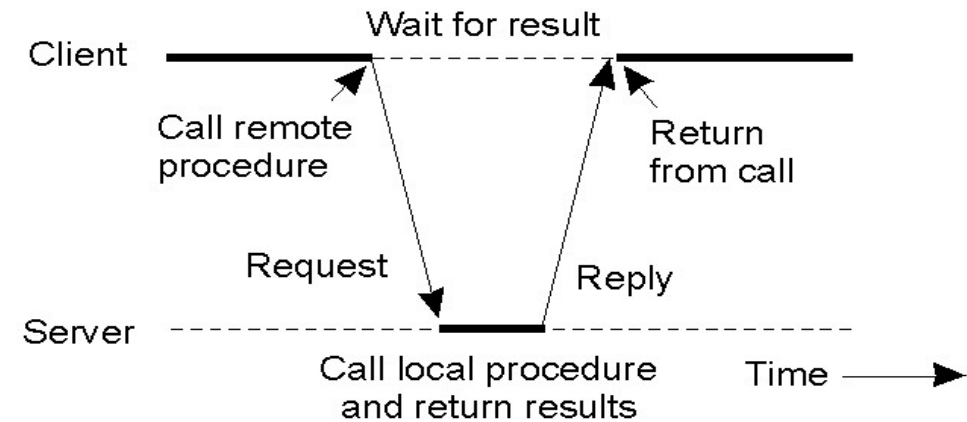 Wait for result
Client
Call remote
procedure
Return
from call
Request
Reply
Server
Call local procedure
and return results
Time